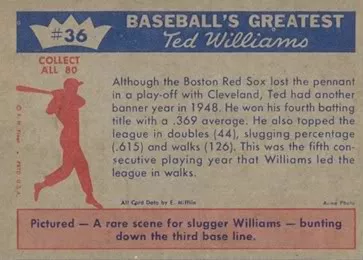 #36
BASEBALL'S GREATEST
Ted Williams
COLLECT
ALL 80
Although the Boston Red Sox lost the pennant
in a play-off with Cleveland, Ted had another
banner year in 1948. He won his fourth batting
title with a .369 average. He also topped the
league in doubles (44), slugging percentage
(.615) and walks (126). This was the fifth con-
secutive playing year that Williams led the
league in walks.
All Card Data by E. Mifflin
Acme Photo
Pictured — A rare scene for slugger Williams — bunting
down the third base line.